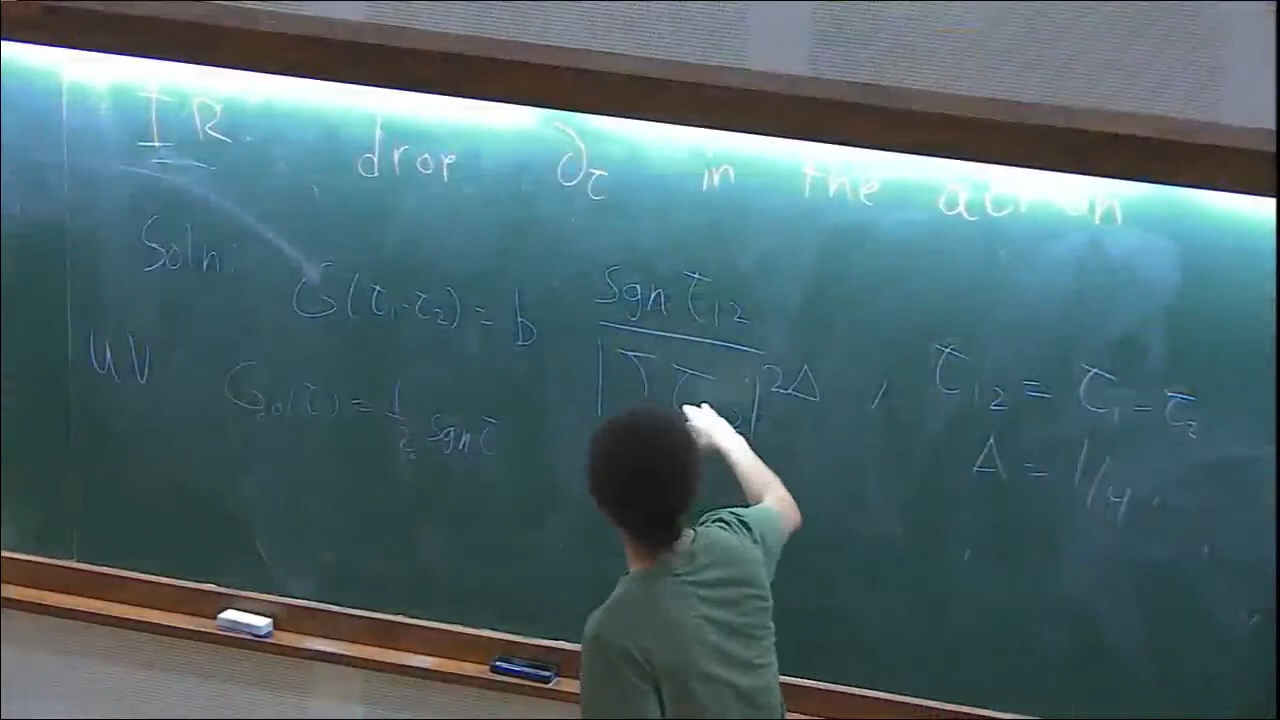 IR. drop ∂τ in the action
Soln:
G(τ₁-τ₂) = b sgn τ₁₂ / |J τ₁₂|^2Δ , τ₁₂ = τ₁ - τ₂
Δ = 1/4
UV G₀(τ) = 1/2 sgn τ